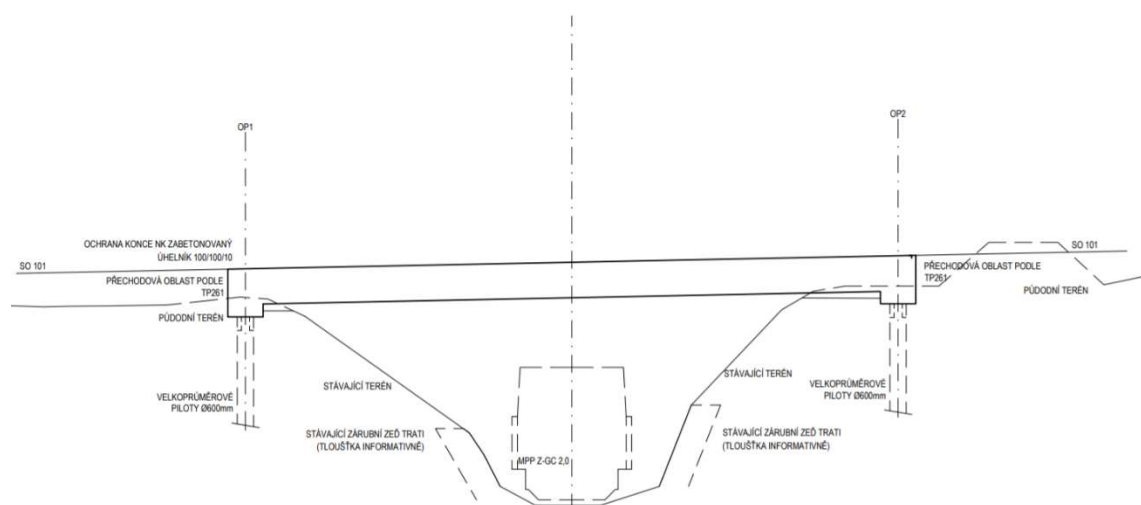 OP1
OP2
OCHRANA KONCE NK ZABETONOVANÝ
ÚHELNÍK 100/100/10
SO 101
SO 101
PŘECHODOVÁ OBLAST PODLE
TP261
PŘECHODOVÁ OBLAST PODLE
TP261
PŮDODNÍ TERÉN
PŮDODNÍ TERÉN
STÁVAJÍCÍ TERÉN
STÁVAJÍCÍ TERÉN
VELKOPRŮMĚROVÉ
PILOTY Ø600mm
VELKOPRŮMĚROVÉ
PILOTY Ø600mm
STÁVAJÍCÍ ZÁRUBNÍ ZEĎ TRATI
(TLOUŠŤKA INFORMATIVNĚ)
STÁVAJÍCÍ ZÁRUBNÍ ZEĎ TRATI
(TLOUŠŤKA INFORMATIVNĚ)
MPP Z-GC 2,0